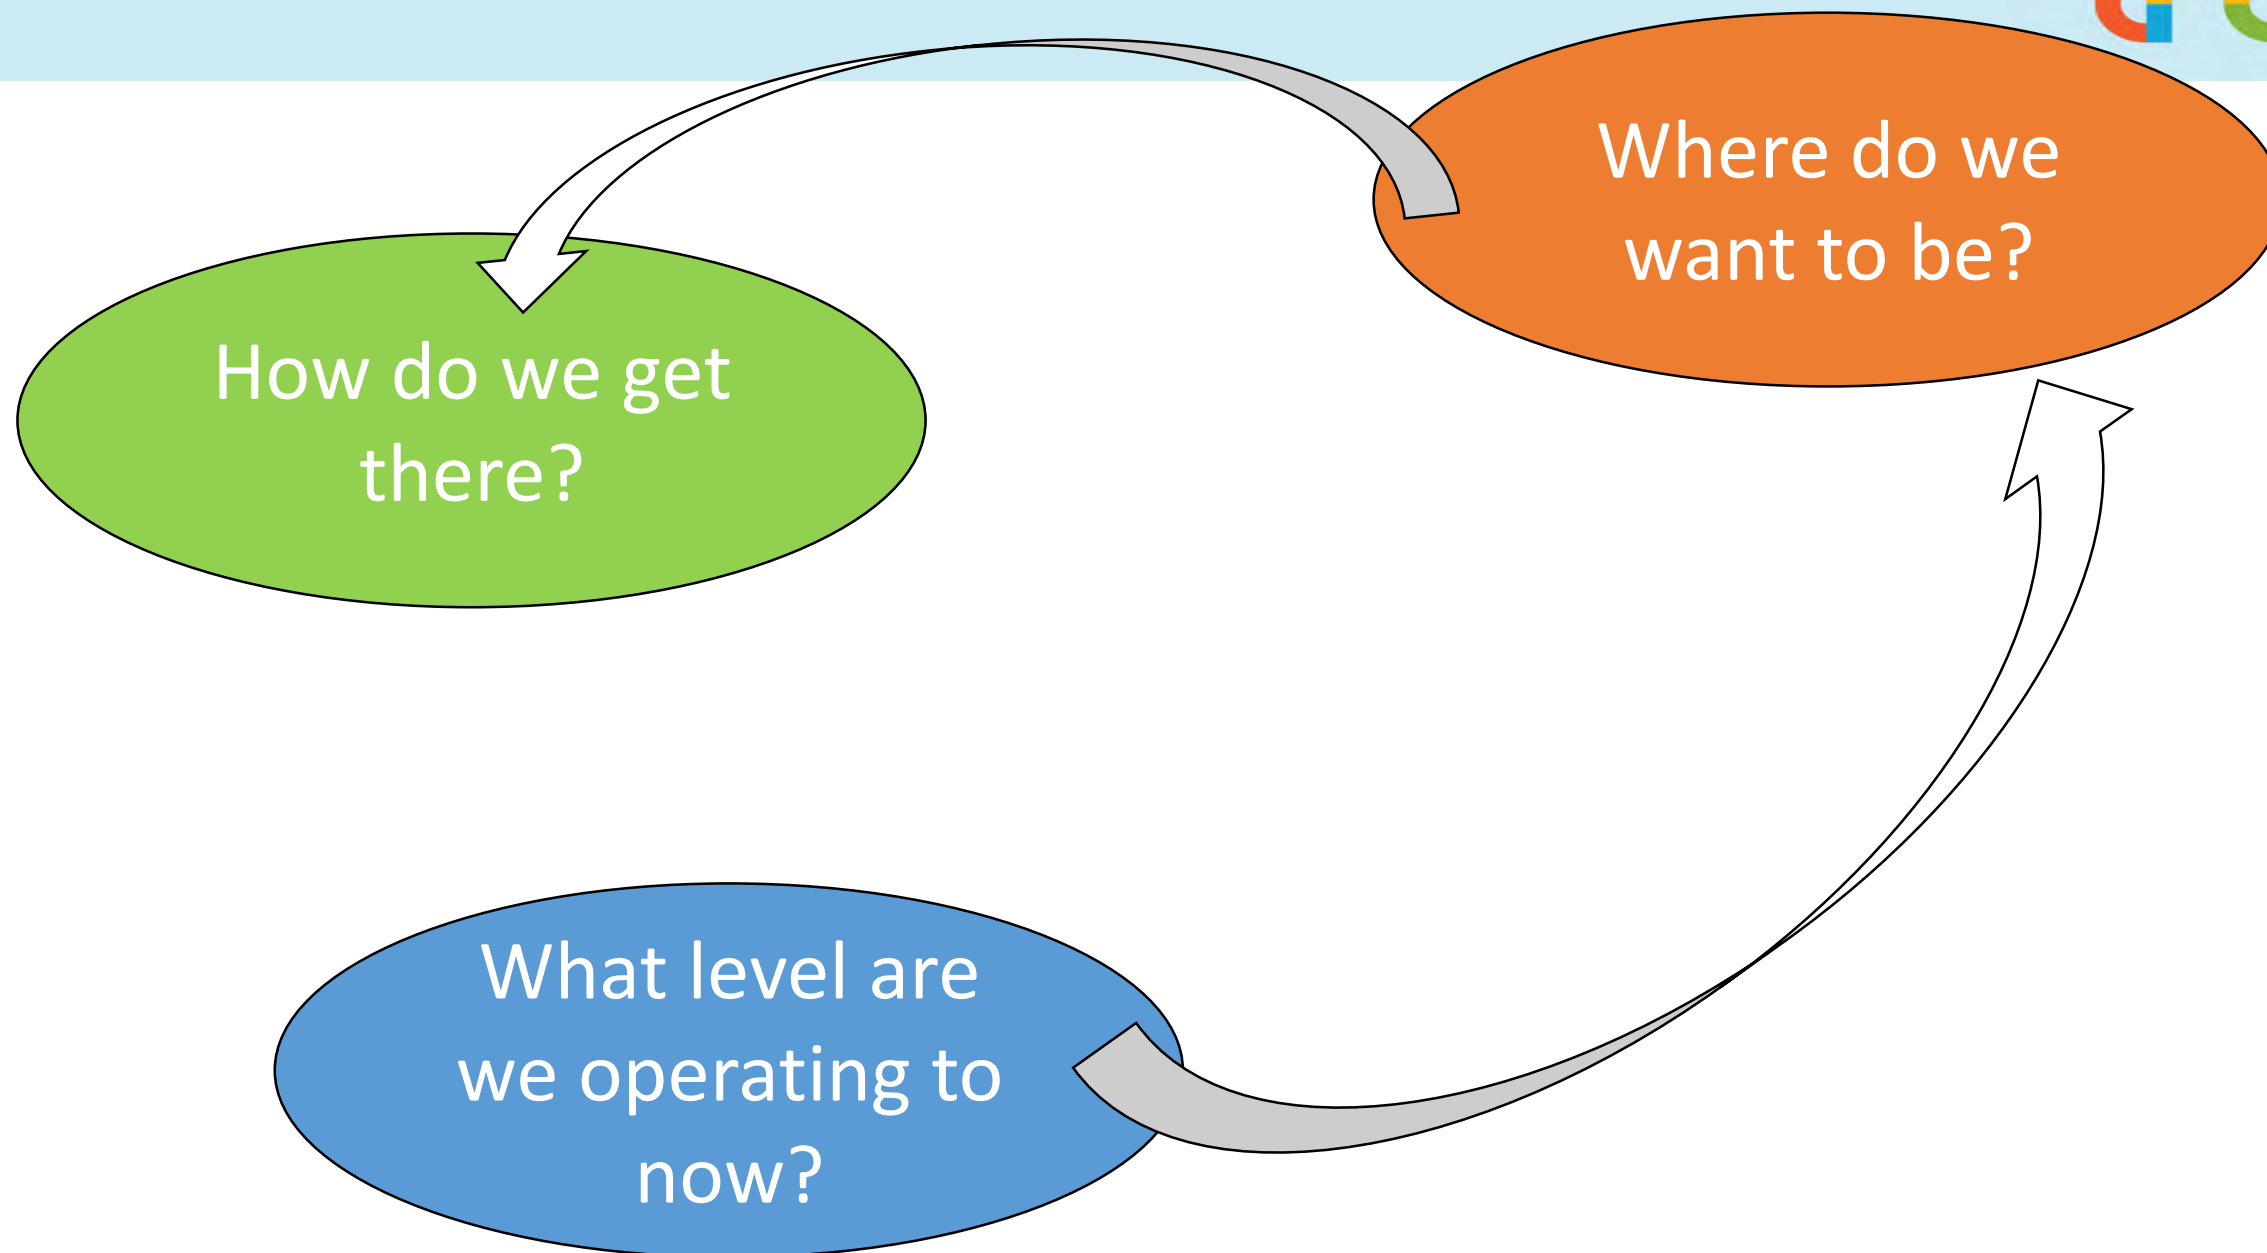 Where do we
want to be?
How do we get
there?
What level are
we operating to
now?